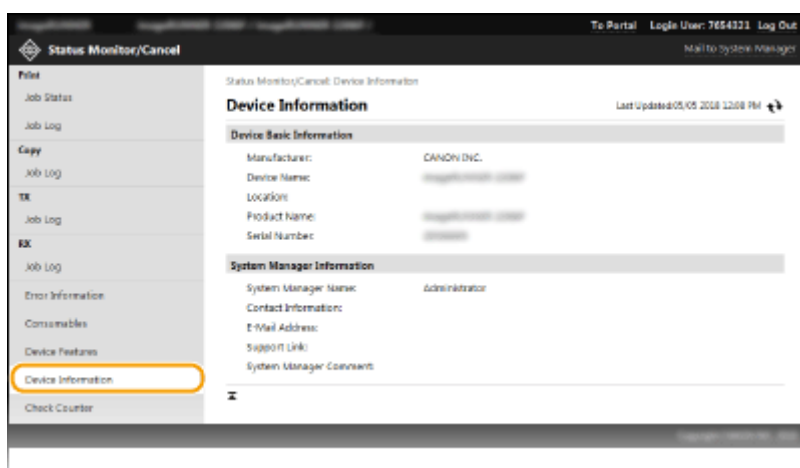 To Portal Login User: 7654321 Log Out
Status Monitor/Cancel
Mail to System Manager
Print
Job Status
Job Log
Copy
Job Log
TX
Job Log
RX
Job Log
Error Information
Consumables
Device Features
Device Information
Check Counter
Status Monitor/Cancel: Device Information
Device Information
Last Updated:05/05 2018 12:08 PM
Device Basic Information
Manufacturer: CANON INC.
Device Name:
Location:
Product Name:
Serial Number:
System Manager Information
System Manager Name: Administrator
Contact Information:
E-Mail Address:
Support Link:
System Manager Comment: